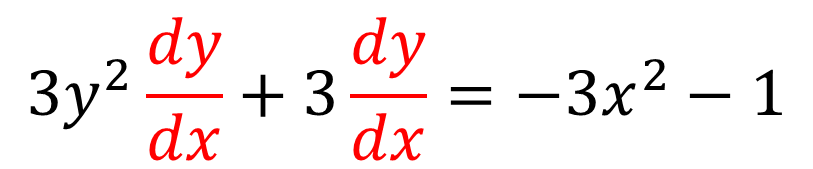 3y² dy/dx + 3 dy/dx = −3x² − 1